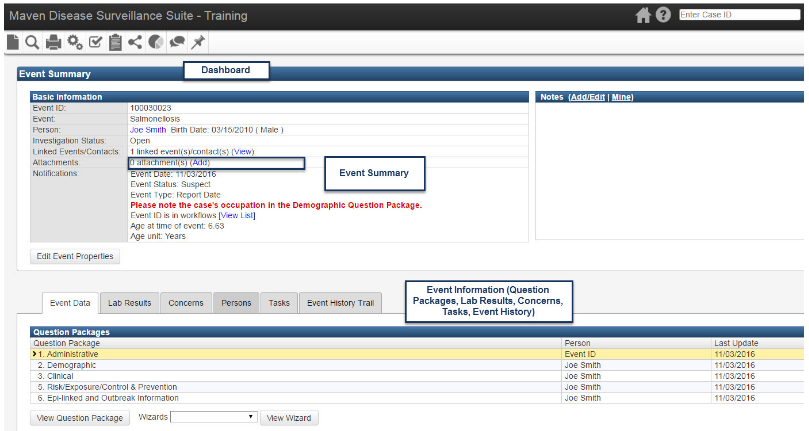 Maven Disease Surveillance Suite - Training
Enter Case ID
Dashboard
Event Summary
Basic Information
Event ID: 100030023
Event: Salmonellosis
Person: Joe Smith Birth Date: 03/15/2010 ( Male )
Investigation Status: Open
Linked Events/Contacts: 1 linked event(s)/contact(s) (View)
Attachments: 0 attachment(s) (Add)
Notifications: Event Date: 11/03/2016
Event Status: Suspect
Event Type: Report Date
Please note the case's occupation in the Demographic Question Package.
Event ID is in workflows [View List]
Age at time of event: 6.63
Age unit: Years
Event Summary
Notes (Add/Edit | Mine)
Edit Event Properties
Event Information (Question
Packages, Lab Results, Concerns,
Tasks, Event History)
Event Data Lab Results Concerns Persons Tasks Event History Trail
Question Packages
Question Package Person Last Update
1. Administrative Event ID 11/03/2016
2. Demographic Joe Smith 11/03/2016
3. Clinical Joe Smith 11/03/2016
5. Risk/Exposure/Control & Prevention Joe Smith 11/03/2016
6. Epi-linked and Outbreak Information Joe Smith 11/03/2016
View Question Package Wizards View Wizard